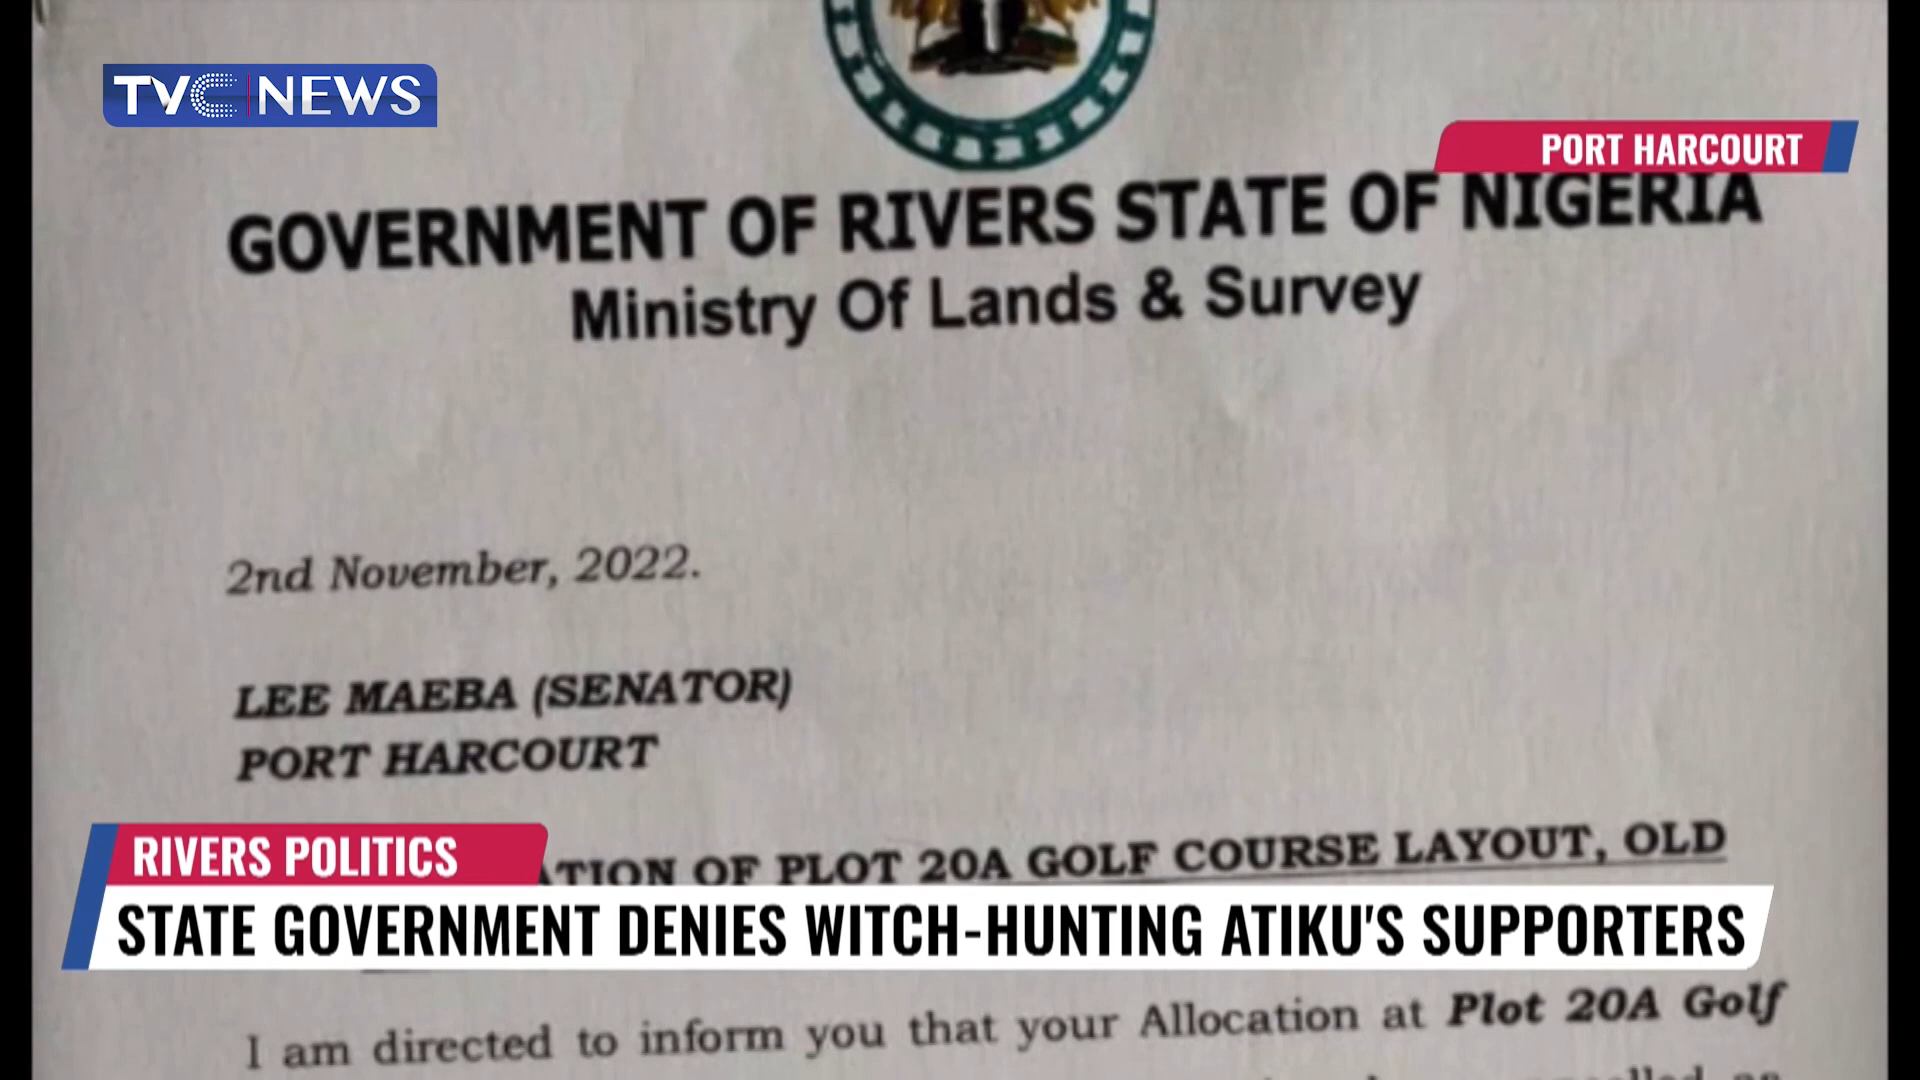 TVC NEWS
PORT HARCOURT
GOVERNMENT OF RIVERS STATE OF NIGERIA
Ministry Of Lands & Survey
2nd November, 2022.
LEE MAEBA (SENATOR)
PORT HARCOURT
RIVERS POLITICS
OF PLOT 20A GOLF COURSE LAYOUT, OLD
STATE GOVERNMENT DENIES WITCH-HUNTING ATIKU'S SUPPORTERS
I am directed to inform you that your Allocation at Plot 20A Golf